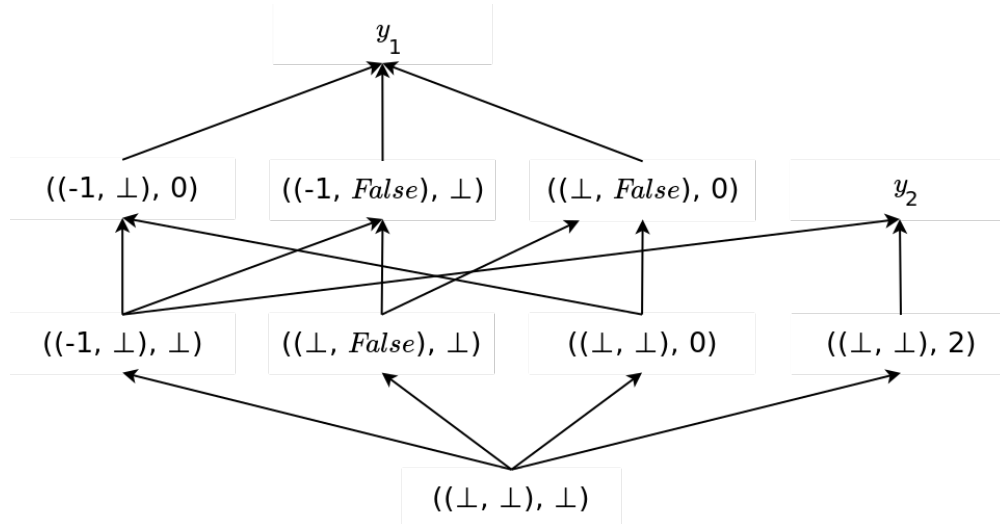 y₁
((-1, ⊥), 0) ((-1, False), ⊥) ((⊥, False), 0) y₂
((-1, ⊥), ⊥) ((⊥, False), ⊥) ((⊥, ⊥), 0) ((⊥, ⊥), 2)
((⊥, ⊥), ⊥)